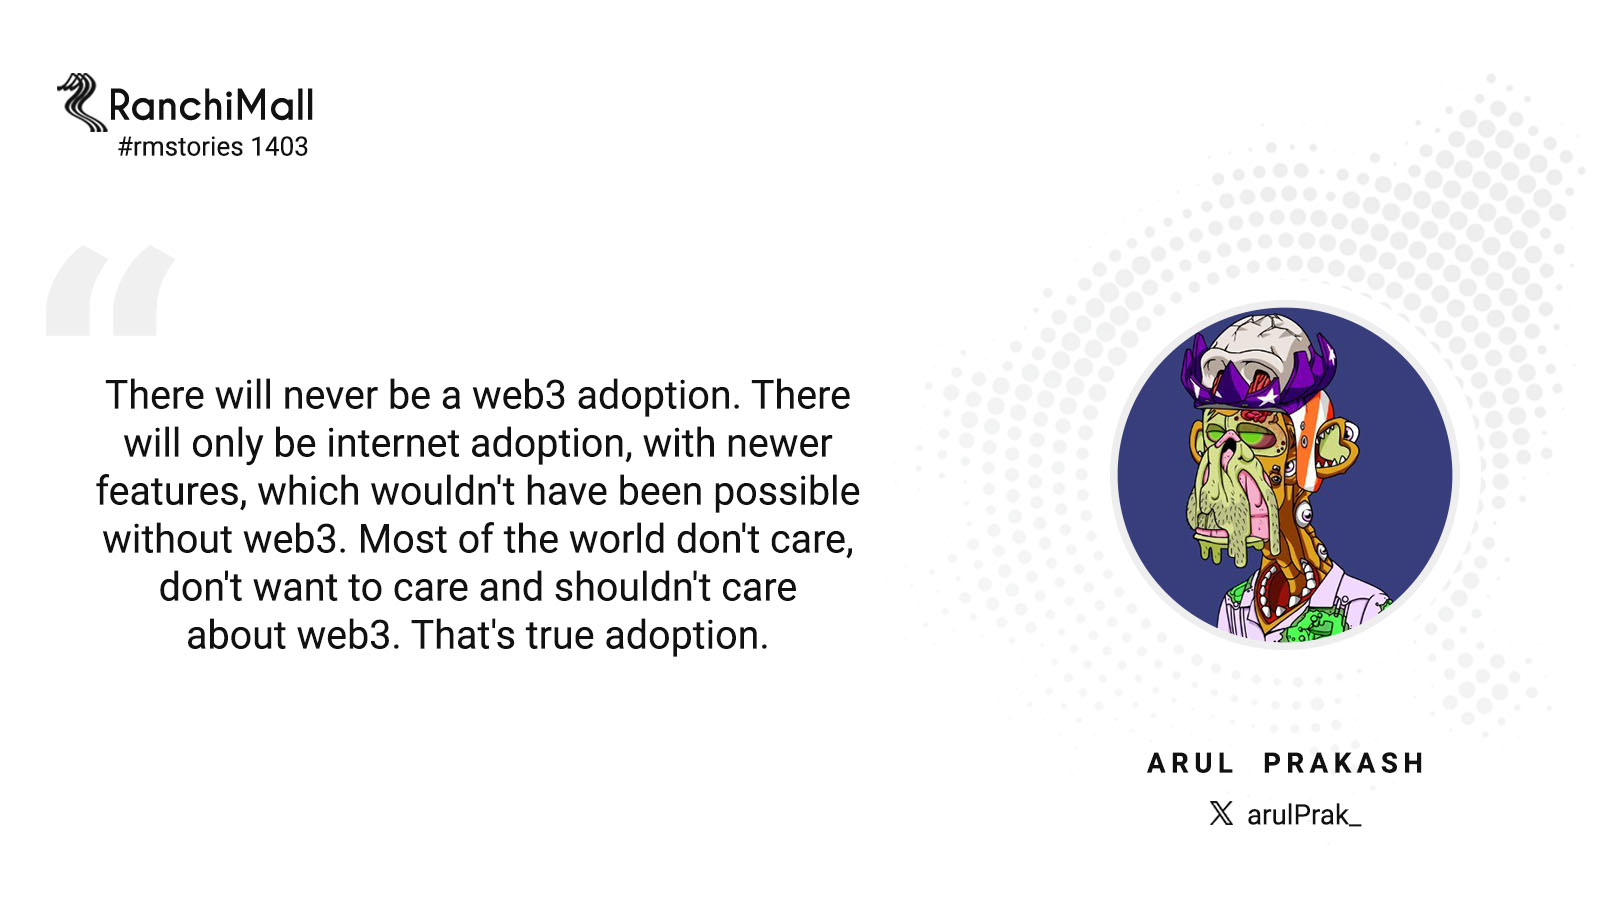 RanchiMall
#rmstories 1403
There will never be a web3 adoption. There
will only be internet adoption, with newer
features, which wouldn't have been possible
without web3. Most of the world don't care,
don't want to care and shouldn't care
about web3. That's true adoption.
ARUL PRAKASH
𝕏 arulPrak_